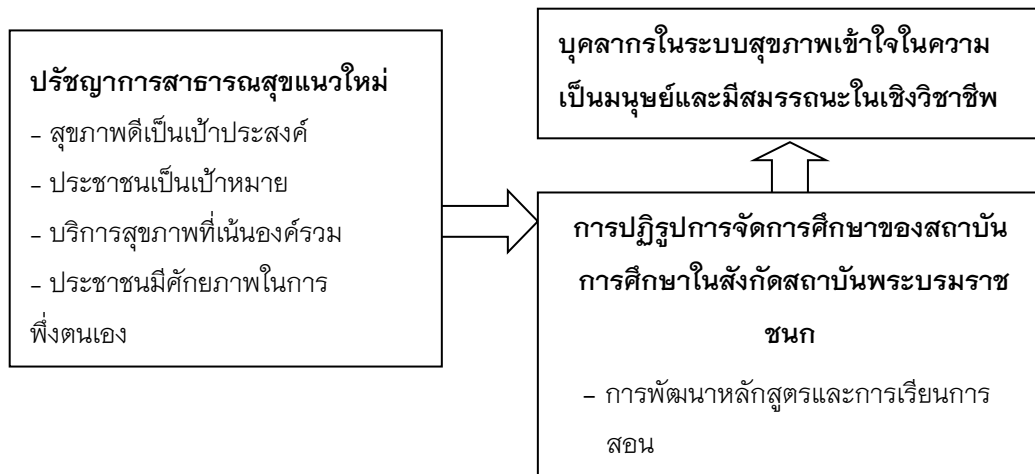 ปรัชญาการสาธารณสุขแนวใหม่
- สุขภาพดีเป็นเป้าประสงค์
- ประชาชนเป็นเป้าหมาย
- บริการสุขภาพที่เน้นองค์รวม
- ประชาชนมีศักยภาพในการ
พึ่งตนเอง
บุคลากรในระบบสุขภาพเข้าใจในความ
เป็นมนุษย์และมีสมรรถนะในเชิงวิชาชีพ
การปฏิรูปการจัดการศึกษาของสถาบัน
การศึกษาในสังกัดสถาบันพระบรมราช
ชนก
- การพัฒนาหลักสูตรและการเรียนการ
สอน